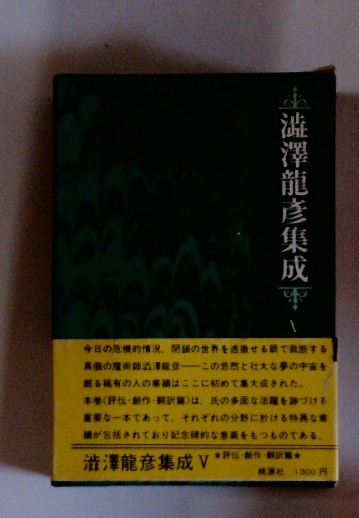 澁澤龍彥集成
今日の危機的情況、閉鎖の世界を透徹せる眼で裁断する
真個の魔術師澁澤龍彦――この悠然と壮大な夢の宇宙を
創る稀有の人の業績はここに初めて集大成された。
本巻(評伝・創作・翻訳篇)は、氏の多面な活躍を跡づける
重要な一本であって、それぞれの分野に於ける特異な業
績が包括されており記念碑的な意義をもつものである。
澁澤龍彦集成 V ★評伝・創作・翻訳篇★
桃源社 1300円